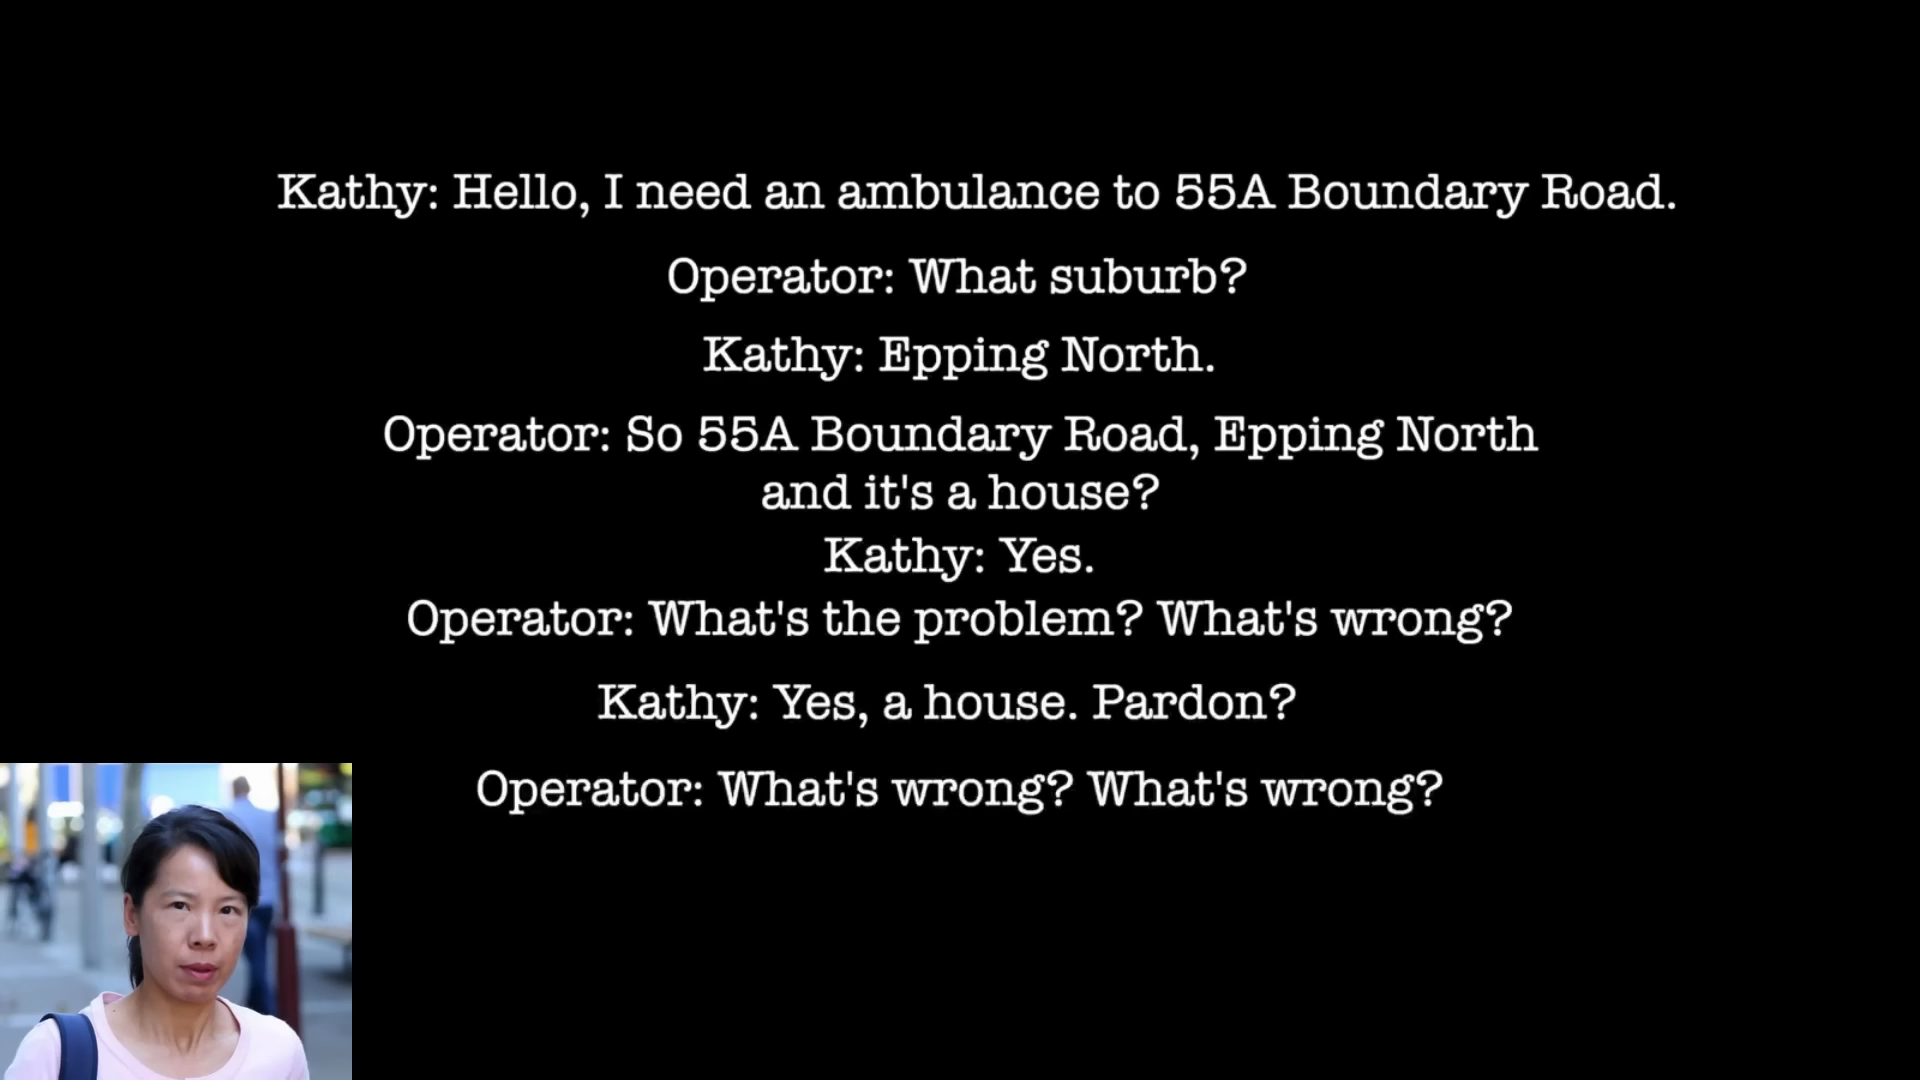 Kathy: Hello, I need an ambulance to 55A Boundary Road.
Operator: What suburb?
Kathy: Epping North.
Operator: So 55A Boundary Road, Epping North
and it's a house?
Kathy: Yes.
Operator: What's the problem? What's wrong?
Kathy: Yes, a house. Pardon?
Operator: What's wrong? What's wrong?